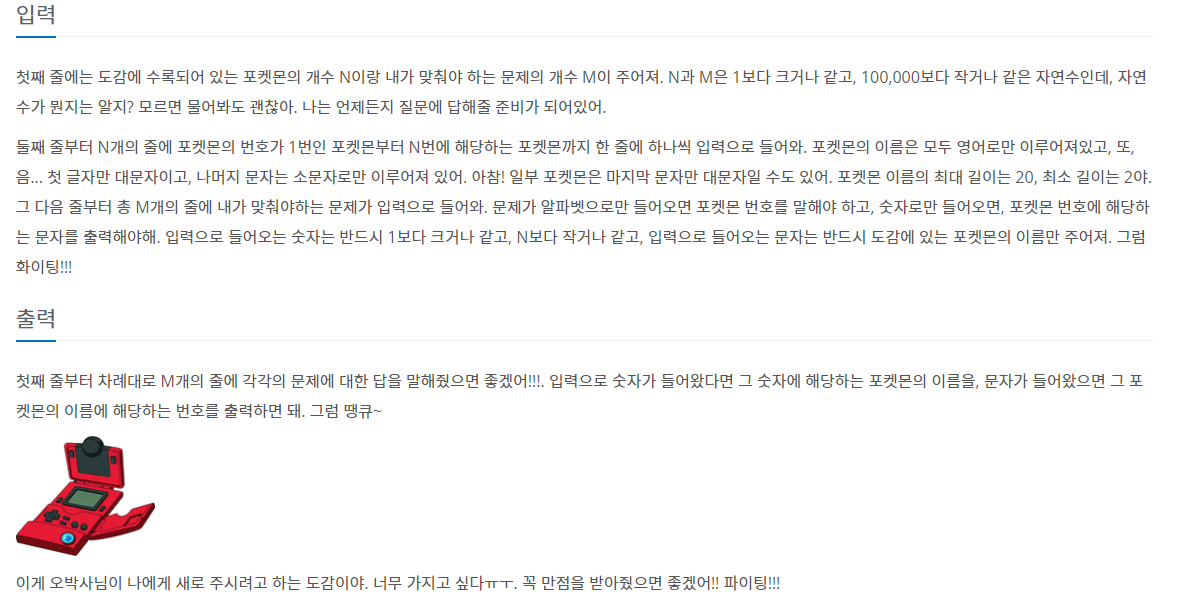 입력
첫째 줄에는 도감에 수록되어 있는 포켓몬의 개수 N이랑 내가 맞춰야 하는 문제의 개수 M이 주어져. N과 M은 1보다 크거나 같고, 100,000보다 작거나 같은 자연수인데, 자연
수가 뭔지는 알지? 모르면 물어봐도 괜찮아. 나는 언제든지 질문에 답해줄 준비가 되어있어.
둘째 줄부터 N개의 줄에 포켓몬의 번호가 1번인 포켓몬부터 N번에 해당하는 포켓몬까지 한 줄에 하나씩 입력으로 들어와. 포켓몬의 이름은 모두 영어로만 이루어져있고, 또,
음... 첫 글자만 대문자이고, 나머지 문자는 소문자로만 이루어져 있어. 아참! 일부 포켓몬은 마지막 문자만 대문자일 수도 있어. 포켓몬 이름의 최대 길이는 20, 최소 길이는 2야.
그 다음 줄부터 총 M개의 줄에 내가 맞춰야하는 문제가 입력으로 들어와. 문제가 알파벳으로만 들어오면 포켓몬 번호를 말해야 하고, 숫자로만 들어오면, 포켓몬 번호에 해당하
는 문자를 출력해야해. 입력으로 들어오는 숫자는 반드시 1보다 크거나 같고, N보다 작거나 같고, 입력으로 들어오는 문자는 반드시 도감에 있는 포켓몬의 이름만 주어져. 그럼
화이팅!!!
출력
첫째 줄부터 차례대로 M개의 줄에 각각의 문제에 대한 답을 말해줬으면 좋겠어!!!. 입력으로 숫자가 들어왔다면 그 숫자에 해당하는 포켓몬의 이름을, 문자가 들어왔으면 그 포
켓몬의 이름에 해당하는 번호를 출력하면 돼. 그럼 땡큐~
이게 오박사님이 나에게 새로 주시려고 하는 도감이야. 너무 가지고 싶다ㅠㅜ. 꼭 만점을 받아줬으면 좋겠어!! 파이팅!!!